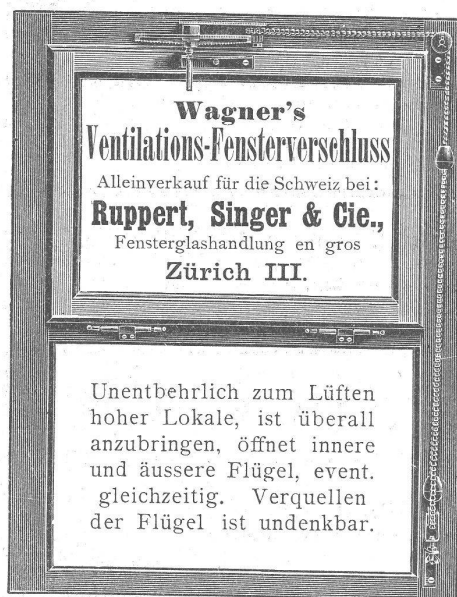 Wagner's
Ventilations-Fensterverschluss
Alleinverkauf für die Schweiz bei:
Ruppert, Singer & Cie.,
Fensterglashandlung en gros
Zürich III.
Unentbehrlich zum Lüften
hoher Lokale, ist überall
anzubringen, öffnet innere
und äussere Flügel, event.
gleichzeitig. Verquellen
der Flügel ist undenkbar.